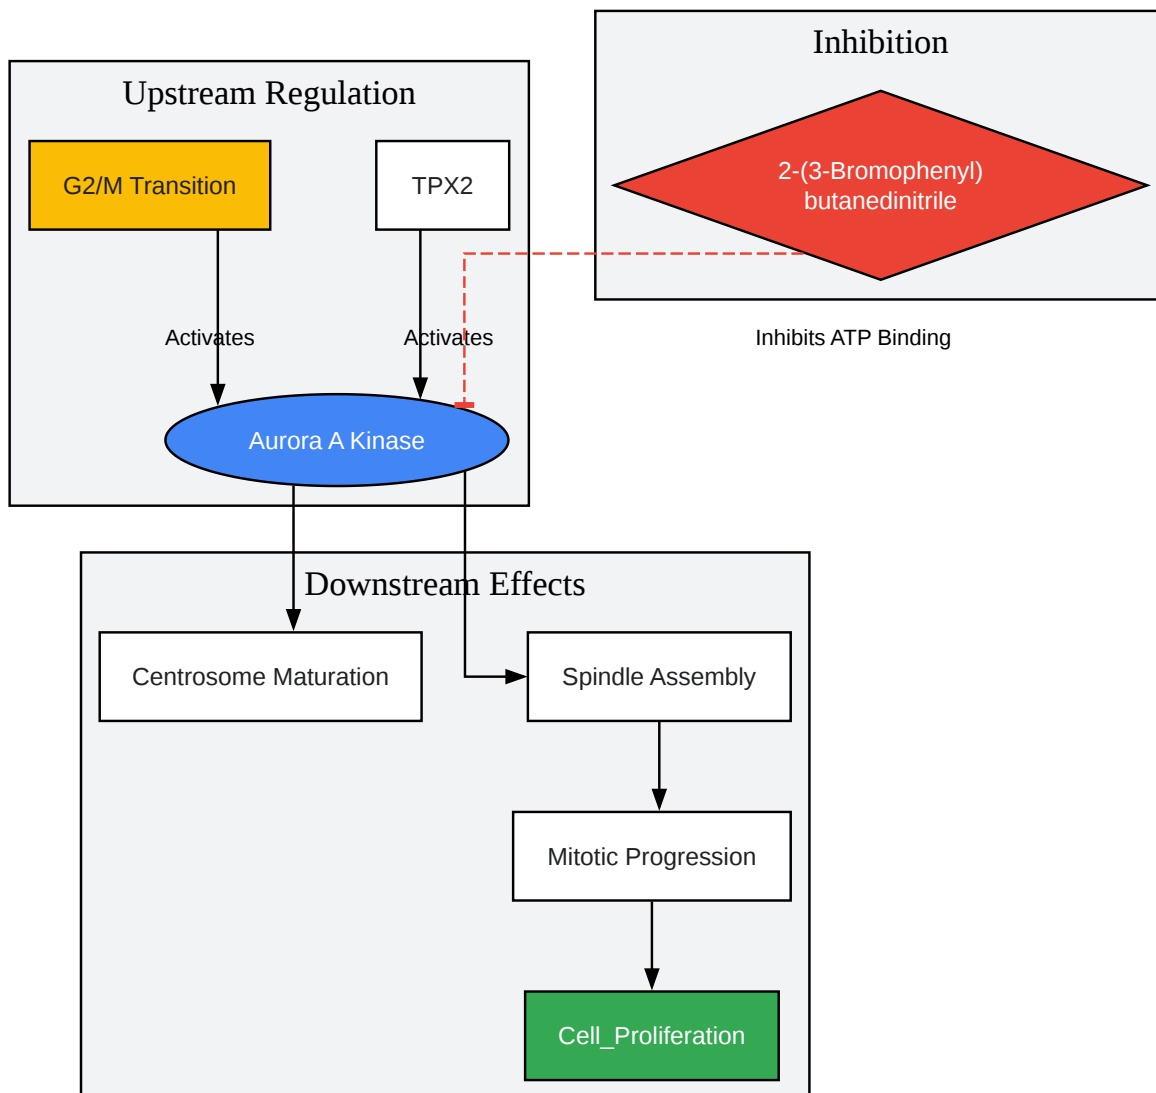 Inhibition
Upstream Regulation
2-(3-Bromophenyl)
butanedinitrile
G2/M Transition
TPX2
Activates
Activates
Inhibits ATP Binding
Aurora A Kinase
Downstream Effects
Centrosome Maturation
Spindle Assembly
Mitotic Progression
Cell_Proliferation